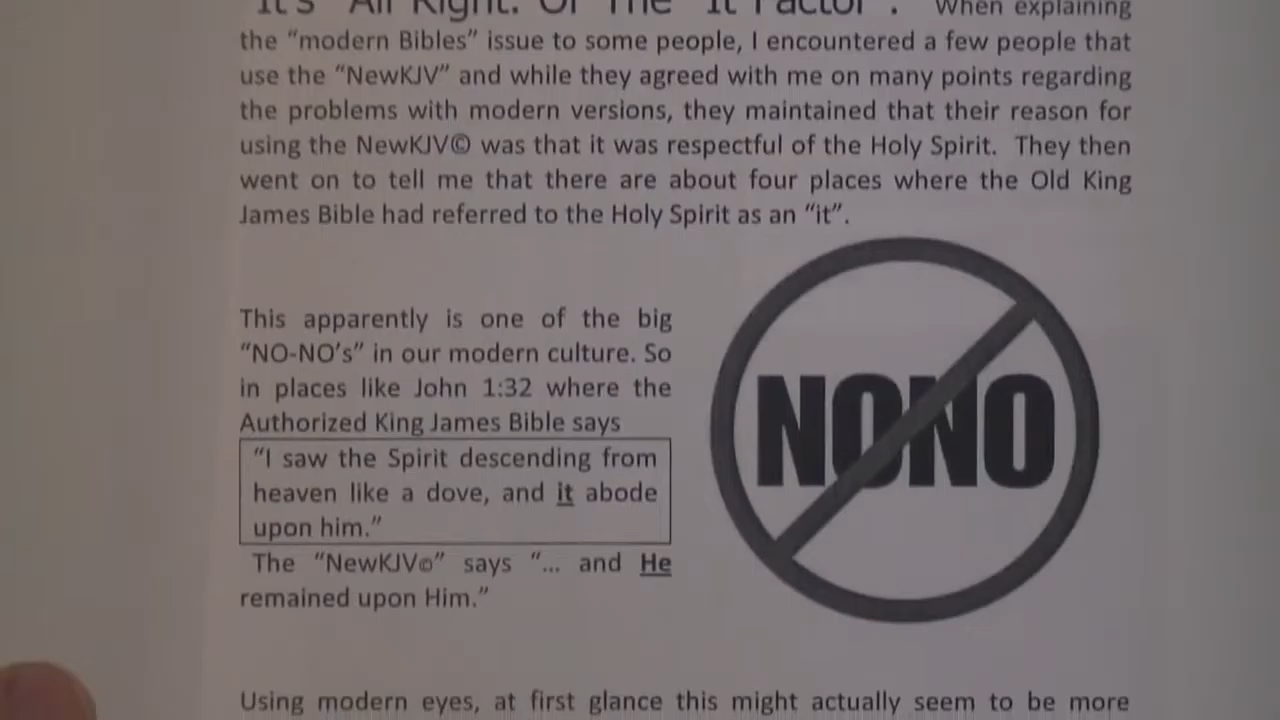 "It's" All Right. Or The "It Factor". When explaining
the “modern Bibles” issue to some people, I encountered a few people that
use the “NewKJV” and while they agreed with me on many points regarding
the problems with modern versions, they maintained that their reason for
using the NewKJV© was that it was respectful of the Holy Spirit. They then
went on to tell me that there are about four places where the Old King
James Bible had referred to the Holy Spirit as an “it”.
This apparently is one of the big
“NO-NO’s” in our modern culture. So
in places like John 1:32 where the
Authorized King James Bible says
“I saw the Spirit descending from
heaven like a dove, and it abode
upon him.”
The “NewKJV©” says “… and He
remained upon Him.”
NONO
Using modern eyes, at first glance this might actually seem to be more